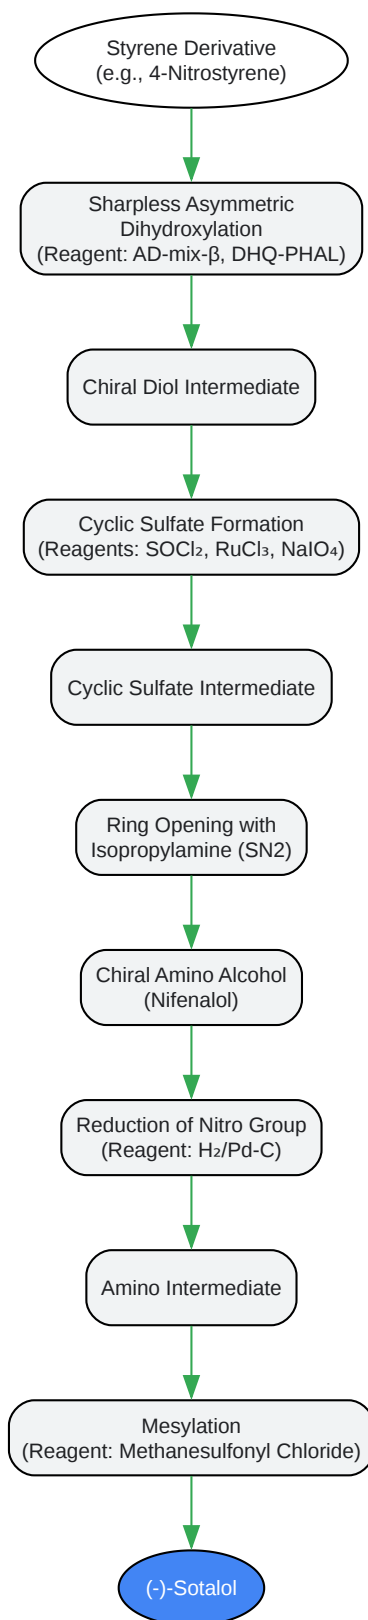 Styrene Derivative
(e.g., 4-Nitrostyrene)
Sharpless Asymmetric
Dihydroxylation
(Reagent: AD-mix-β, DHQ-PHAL)
Chiral Diol Intermediate
Cyclic Sulfate Formation
(Reagents: SOCl₂, RuCl₃, NaIO₄)
Cyclic Sulfate Intermediate
Ring Opening with
Isopropylamine (SN2)
Chiral Amino Alcohol
(Nifenalol)
Reduction of Nitro Group
(Reagent: H₂/Pd-C)
Amino Intermediate
Mesylation
(Reagent: Methanesulfonyl Chloride)
(-)-Sotalol